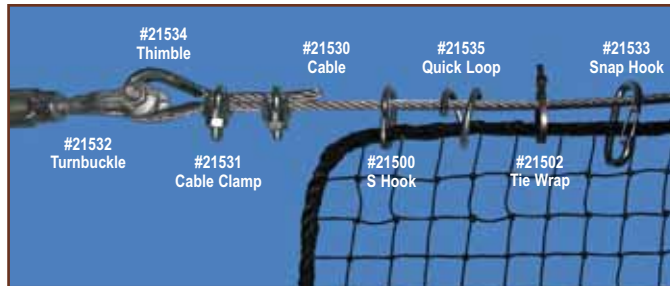 #21534
Thimble
#21530
Cable
#21535
Quick Loop
#21533
Snap Hook
#21532
Turnbuckle
#21531
Cable Clamp
#21500
S Hook
#21502
Tie Wrap